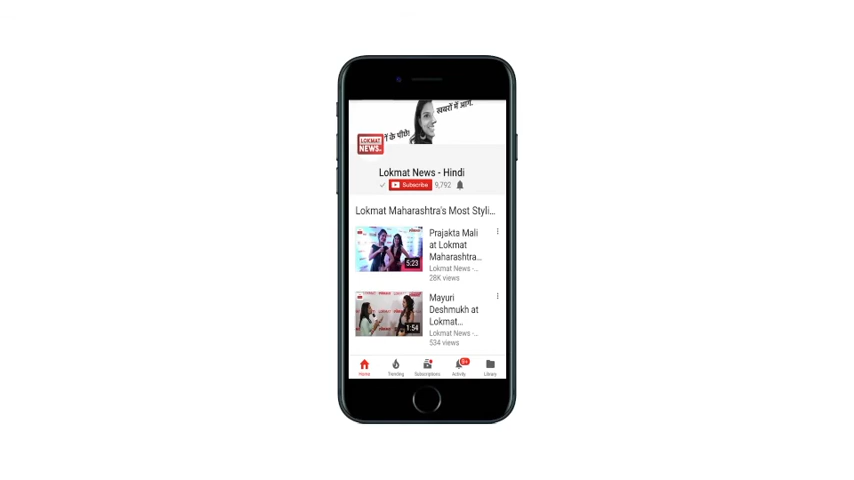 खबरों में आगे,
के पीछे!
LOKMAT
NEWS
Lokmat News - Hindi
Subscribe 9,792
Lokmat Maharashtra's Most Styli...
Prajakta Mali
at Lokmat
Maharashtra...
Lokmat News -...
28K views
5:23
Mayuri
Deshmukh at
Lokmat...
Lokmat News -...
534 views
1:54
Home Trending Subscriptions Activity Library